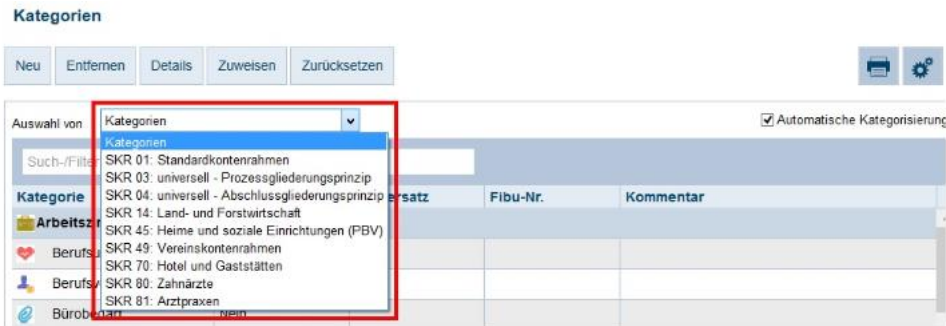 Kategorien
Neu Entfernen Details Zuweisen Zurücksetzen
Auswahl von Kategorien Automatische Kategorisierung
Kategorien
Such-/Filter
SKR 01: Standardkontenrahmen
SKR 03: universell - Prozessgliederungsprinzip
SKR 04: universell - Abschlussgliederungsprinzip
Kategorie Fibu-Nr. Kommentar
SKR 14: Land- und Forstwirtschaft
SKR 45: Heime und soziale Einrichtungen (PBV)
SKR 49: Vereinskontenrahmen
SKR 70: Hotel und Gaststätten
SKR 80: Zahnärzte
SKR 81: Arztpraxen
Nein